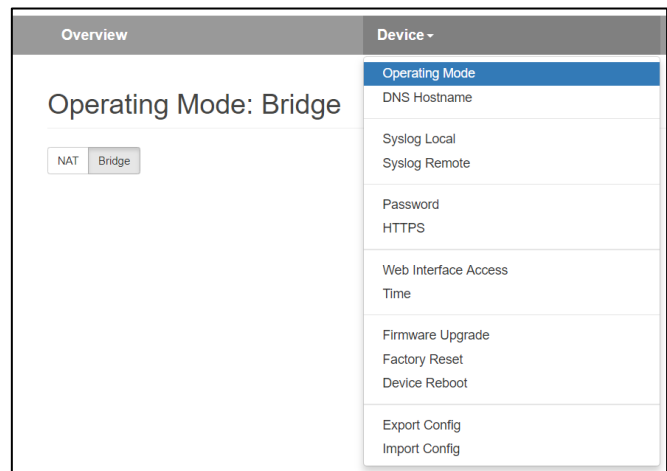 Overview
Device
Operating Mode: Bridge
NAT
Bridge
Operating Mode
DNS Hostname
Syslog Local
Syslog Remote
Password
HTTPS
Web Interface Access
Time
Firmware Upgrade
Factory Reset
Device Reboot
Export Config
Import Config